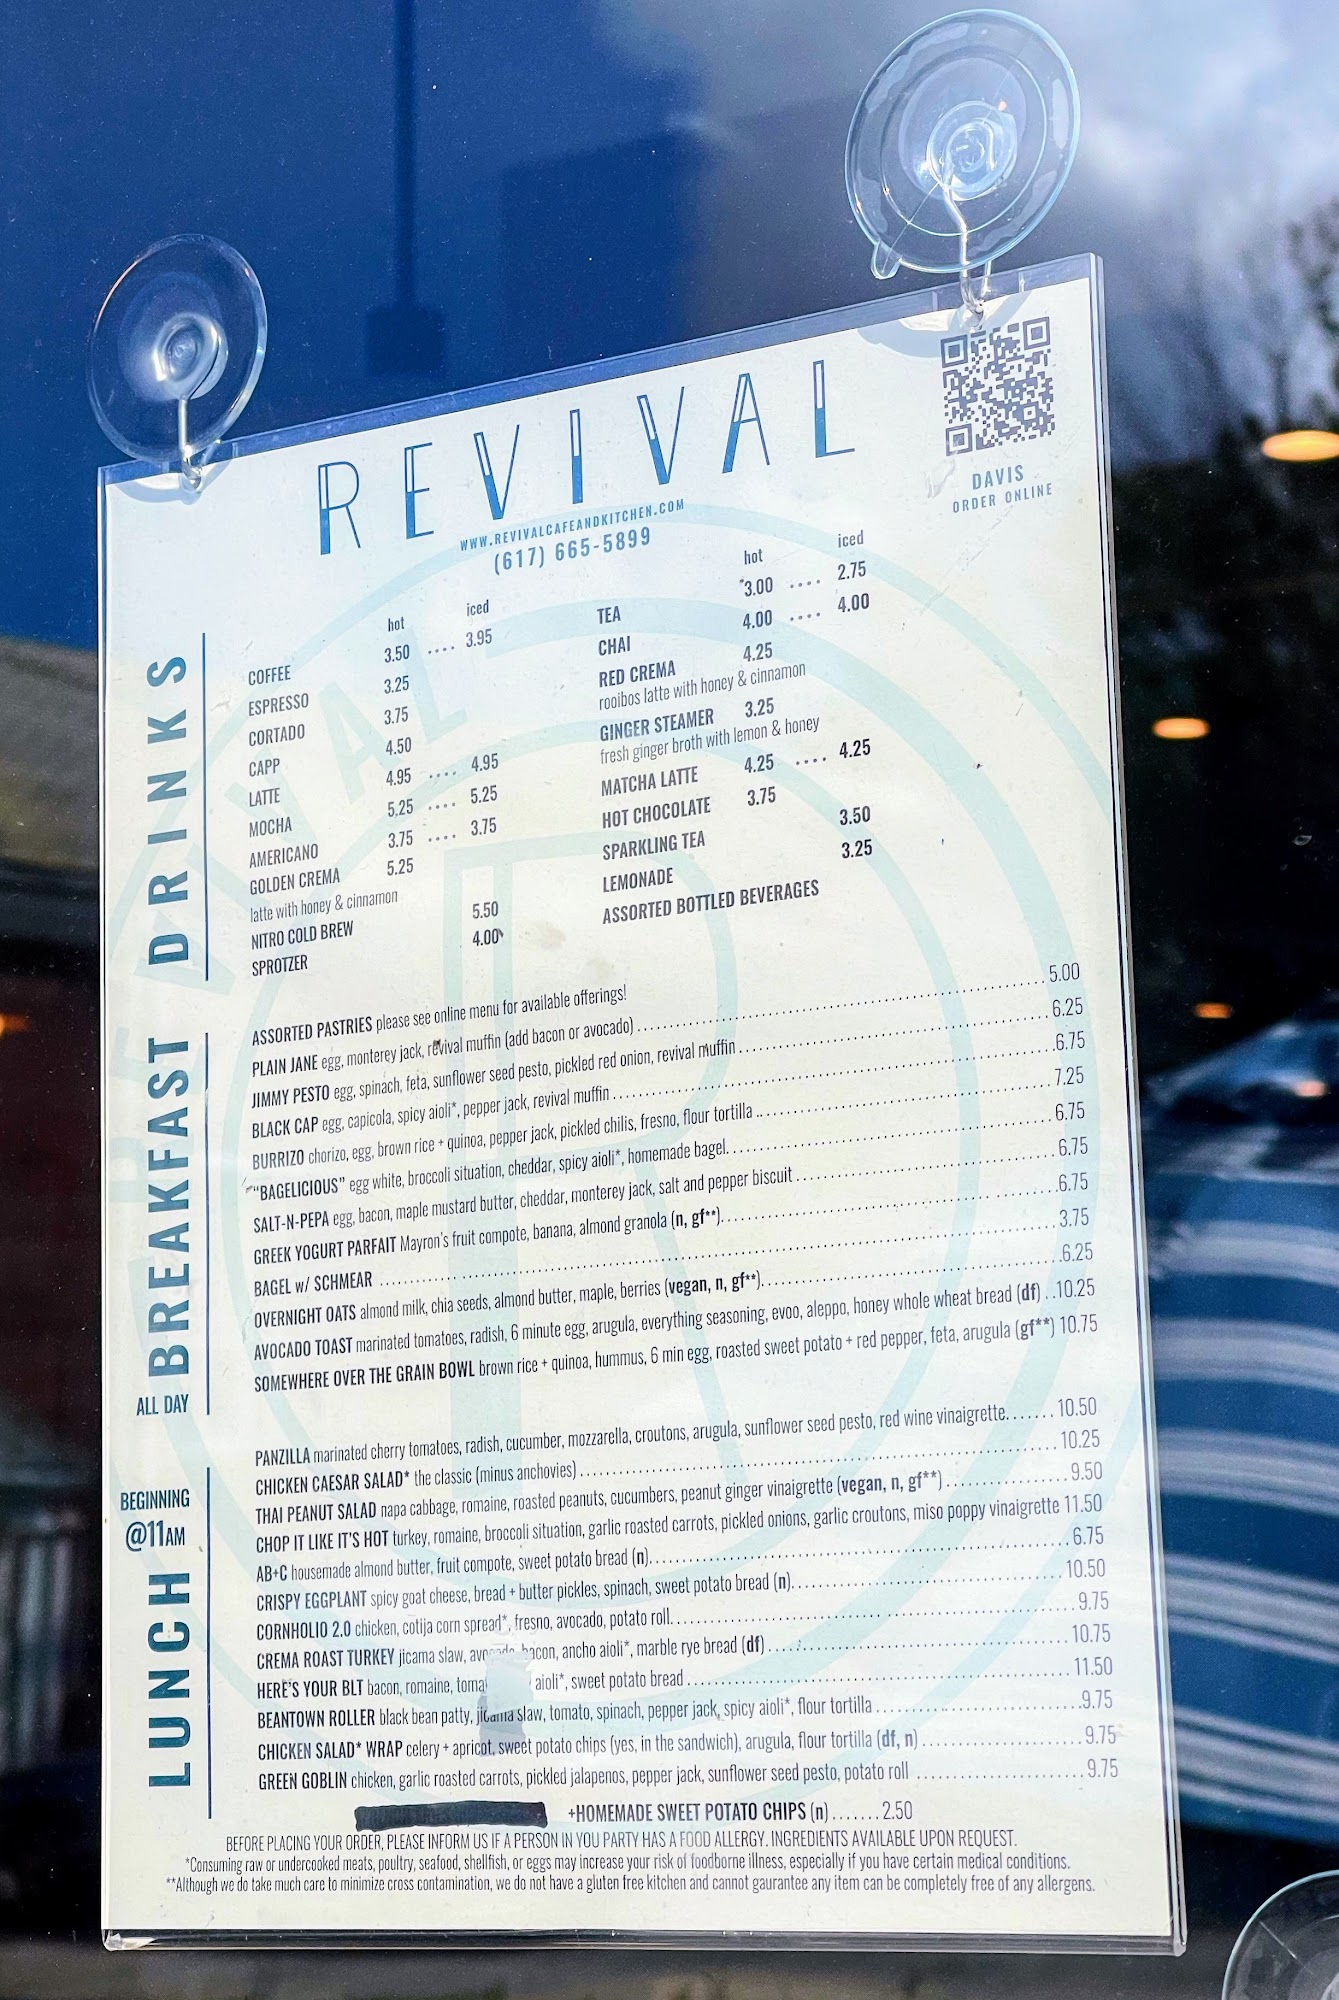 REVIVAL
WWW.REVIVALCAFEANDKITCHEN.COM
(617) 665-5899
DAVIS
ORDER ONLINE
DRINKS
hot iced
COFFEE 3.50 .... 3.95
ESPRESSO 3.25
CORTADO 3.75
CAPP 4.50
LATTE 4.95 .... 4.95
MOCHA 5.25 .... 5.25
AMERICANO 3.75 .... 3.75
GOLDEN CREMA 5.25
latte with honey & cinnamon
NITRO COLD BREW 5.50
SPROTZER 4.00
hot iced
TEA 3.00 .... 2.75
CHAI 4.00 .... 4.00
RED CREMA 4.25
rooibos latte with honey & cinnamon
GINGER STEAMER 3.25
fresh ginger broth with lemon & honey
MATCHA LATTE 4.25 .... 4.25
HOT CHOCOLATE 3.75
SPARKLING TEA 3.50
LEMONADE 3.25
ASSORTED BOTTLED BEVERAGES
BREAKFAST
ALL DAY
ASSORTED PASTRIES please see online menu for available offerings!
PLAIN JANE egg, monterey jack, revival muffin (add bacon or avocado) 5.00
JIMMY PESTO egg, spinach, feta, sunflower seed pesto, pickled red onion, revival muffin 6.25
BLACK CAP egg, capicola, spicy aioli*, pepper jack, revival muffin 6.75
BURRIZO chorizo, egg, brown rice + quinoa, pepper jack, pickled chilis, fresno, flour tortilla 7.25
"BAGELICIOUS" egg white, broccoli situation, cheddar, spicy aioli*, homemade bagel 6.75
SALT-N-PEPA egg, bacon, maple mustard butter, cheddar, monterey jack, salt and pepper biscuit 6.75
GREEK YOGURT PARFAIT Mayron's fruit compote, banana, almond granola (n, gf**) 6.75
BAGEL w/ SCHMEAR 3.75
OVERNIGHT OATS almond milk, chia seeds, almond butter, maple, berries (vegan, n, gf**) 6.25
AVOCADO TOAST marinated tomatoes, radish, 6 minute egg, arugula, everything seasoning, evoo, aleppo, honey whole wheat bread (df) ..10.25
SOMEWHERE OVER THE GRAIN BOWL brown rice + quinoa, hummus, 6 min egg, roasted sweet potato + red pepper, feta, arugula (gf**) 10.75
BEGINNING
@11AM
LUNCH
PANZILLA marinated cherry tomatoes, radish, cucumber, mozzarella, croutons, arugula, sunflower seed pesto, red wine vinaigrette....... 10.50
CHICKEN CAESAR SALAD* the classic (minus anchovies) 10.25
THAI PEANUT SALAD napa cabbage, romaine, roasted peanuts, cucumbers, peanut ginger vinaigrette (vegan, n, gf**) 9.50
CHOP IT LIKE IT'S HOT turkey, romaine, broccoli situation, garlic roasted carrots, pickled onions, garlic croutons, miso poppy vinaigrette 11.50
AB+C housemade almond butter, fruit compote, sweet potato bread (n) 6.75
CRISPY EGGPLANT spicy goat cheese, bread + butter pickles, spinach, sweet potato bread (n) 10.50
CORNHOLIO 2.0 chicken, cotija corn spread*, fresno, avocado, potato roll 9.75
CREMA ROAST TURKEY jicama slaw, avocado, bacon, ancho aioli*, marble rye bread (df) 10.75
HERE'S YOUR BLT bacon, romaine, aioli*, sweet potato bread 11.50
BEANTOWN ROLLER black bean patty, jicama slaw, tomato, spinach, pepper jack, spicy aioli*, flour tortilla 9.75
CHICKEN SALAD* WRAP celery + apricot, sweet potato chips (yes, in the sandwich), arugula, flour tortilla (df, n) 9.75
GREEN GOBLIN chicken, garlic roasted carrots, pickled jalapenos, pepper jack, sunflower seed pesto, potato roll 9.75
+HOMEMADE SWEET POTATO CHIPS (n).......2.50
BEFORE PLACING YOUR ORDER, PLEASE INFORM US IF A PERSON IN YOU PARTY HAS A FOOD ALLERGY. INGREDIENTS AVAILABLE UPON REQUEST.
*Consuming raw or undercooked meats, poultry, seafood, shellfish, or eggs may increase your risk of foodborne illness, especially if you have certain medical conditions.
**Although we do take much care to minimize cross contamination, we do not have a gluten free kitchen and cannot gaurantee any item can be completely free of any allergens.